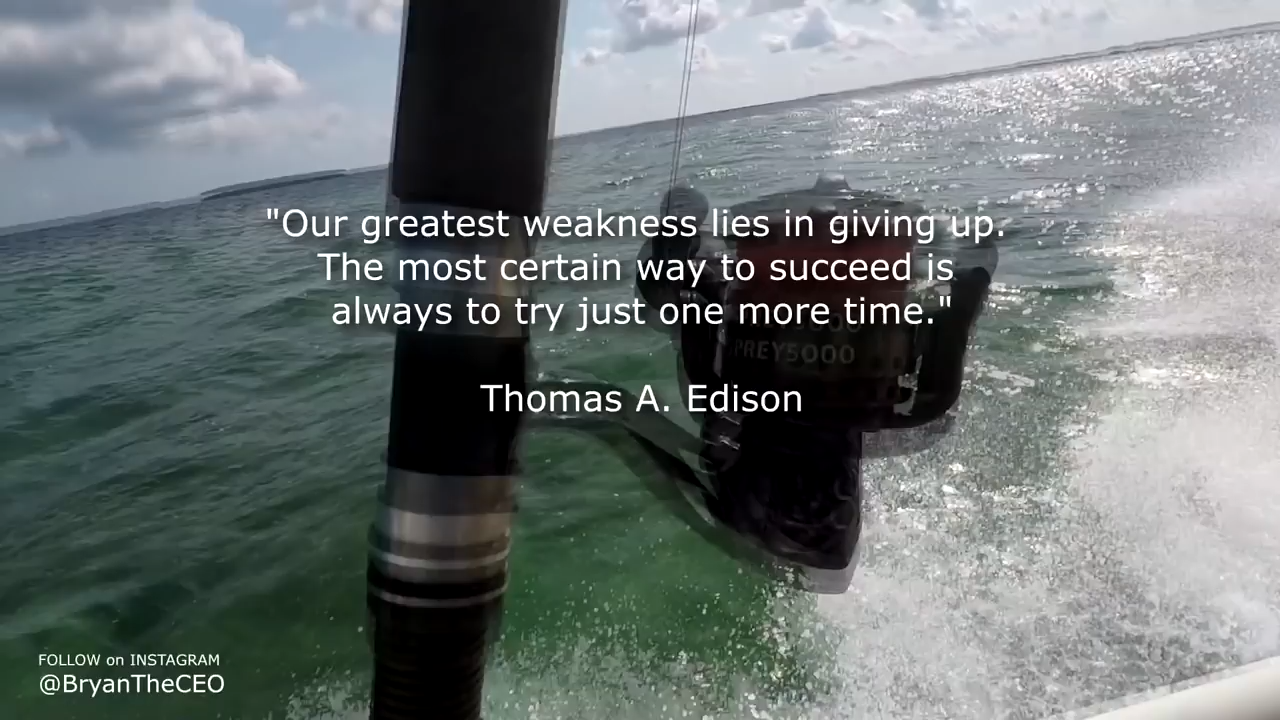 "Our greatest weakness lies in giving up.
The most certain way to succeed is
always to try just one more time."
PREY5000
Thomas A. Edison
FOLLOW on INSTAGRAM
@BryanTheCEO